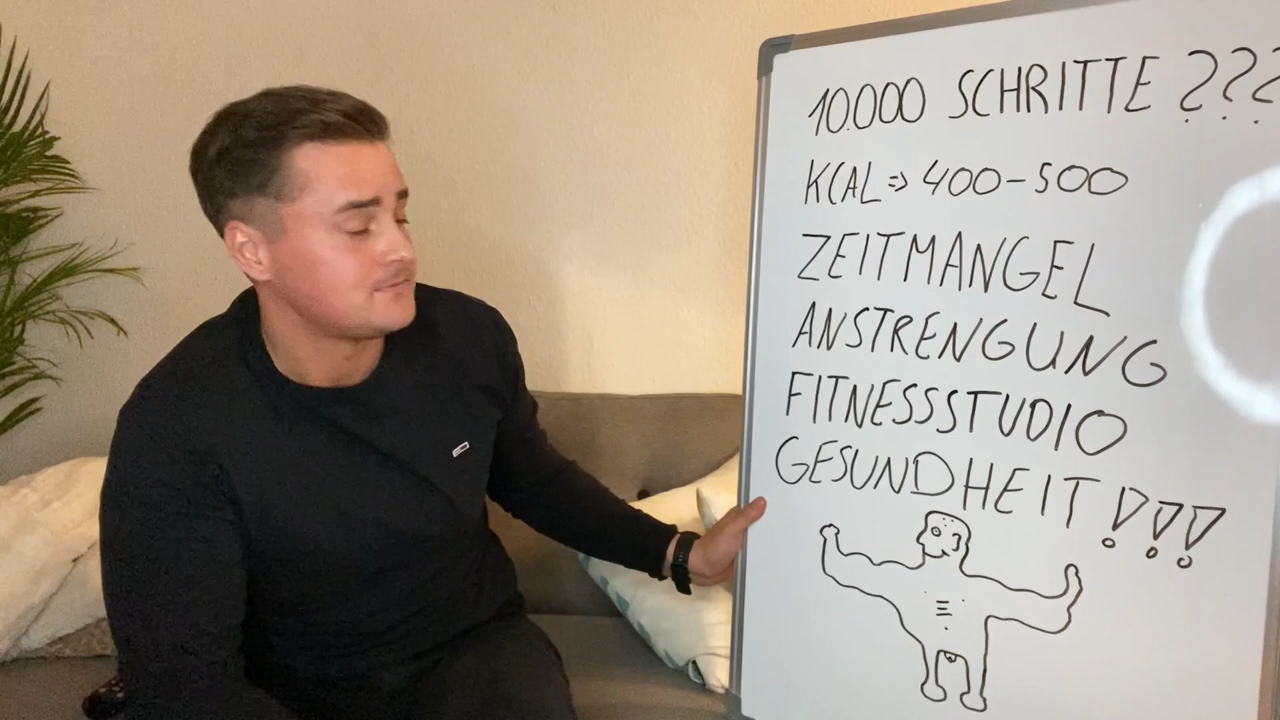 10.000 SCHRITTE ???
KCAL => 400-500
ZEITMANGEL
ANSTRENGUNG
FITNESSSTUDIO
GESUNDHEIT !!!